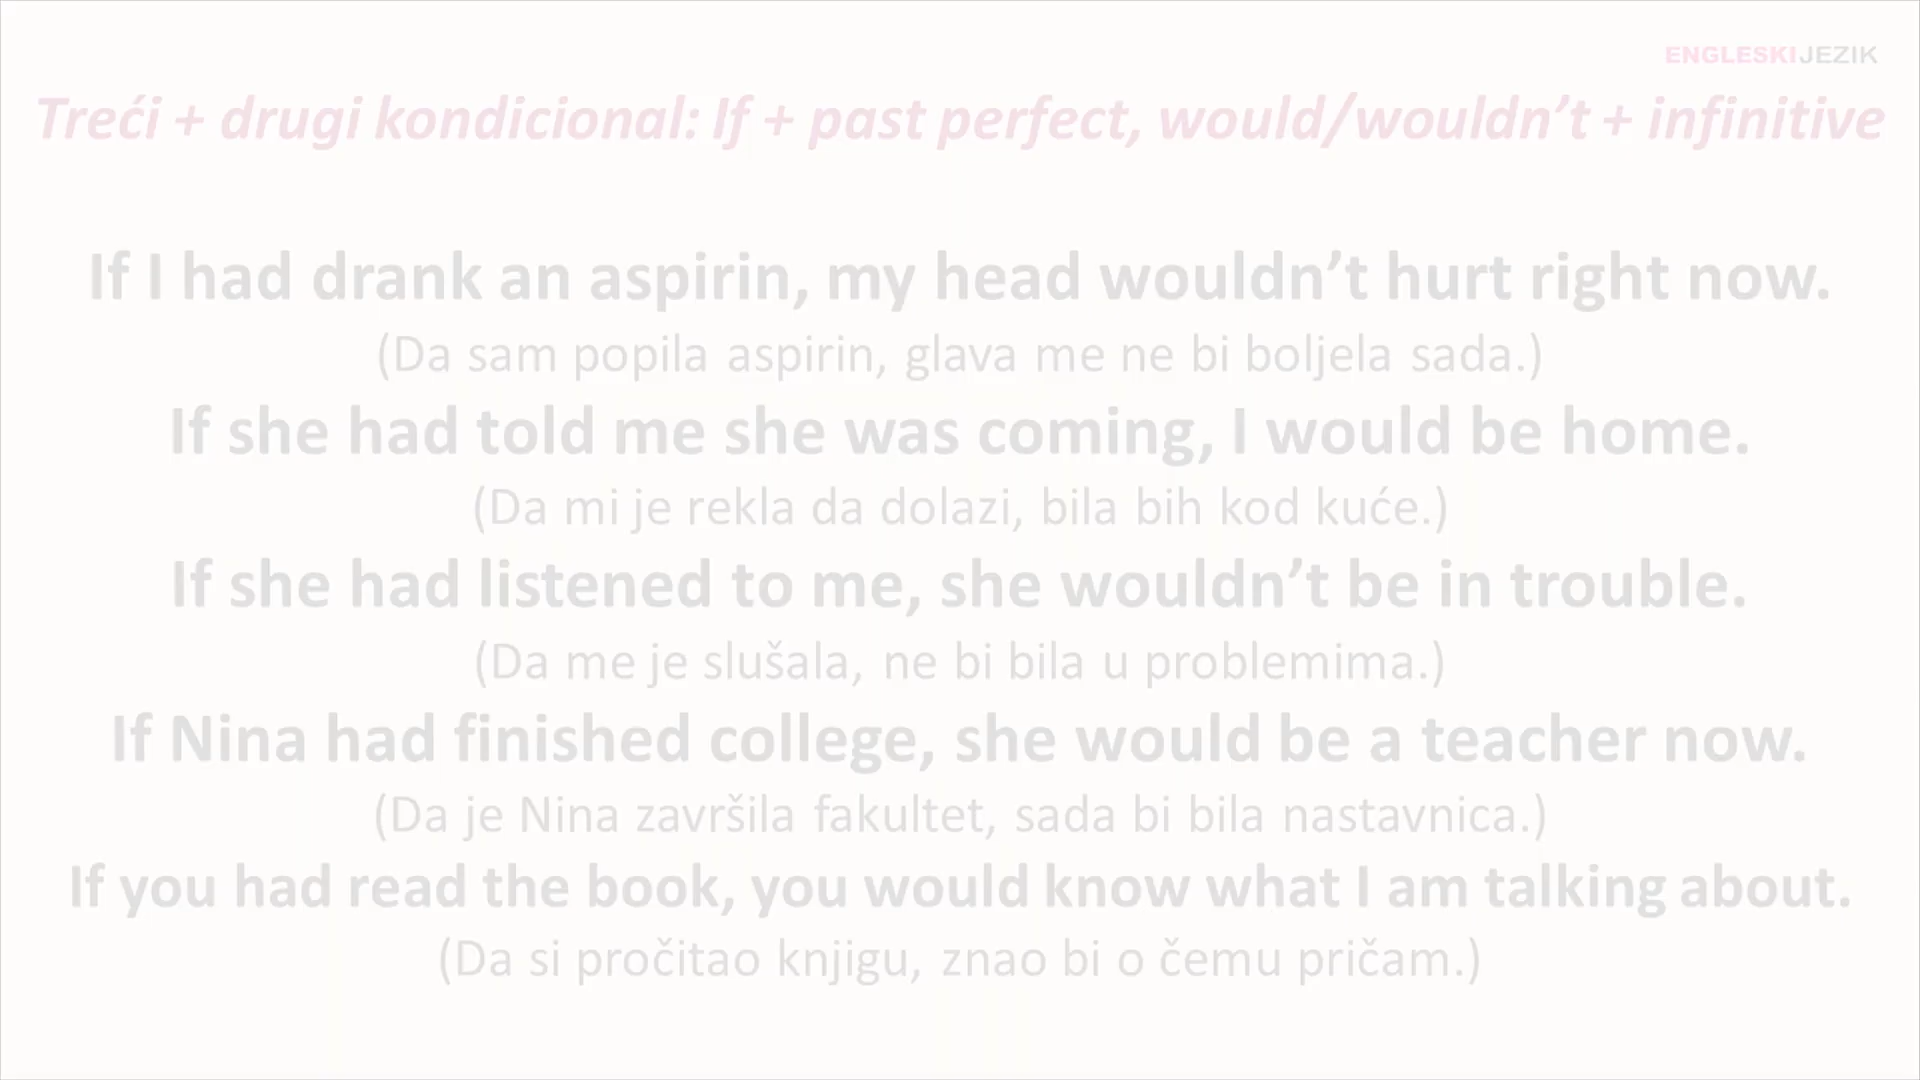 ENGLESKIJEZIK
Treći + drugi kondicional: If + past perfect, would/wouldn’t + infinitive
If I had drank an aspirin, my head wouldn’t hurt right now.
(Da sam popila aspirin, glava me ne bi boljela sada.)
If she had told me she was coming, I would be home.
(Da mi je rekla da dolazi, bila bih kod kuće.)
If she had listened to me, she wouldn’t be in trouble.
(Da me je slušala, ne bi bila u problemima.)
If Nina had finished college, she would be a teacher now.
(Da je Nina završila fakultet, sada bi bila nastavnica.)
If you had read the book, you would know what I am talking about.
(Da si pročitao knjigu, znao bi o čemu pričam.)